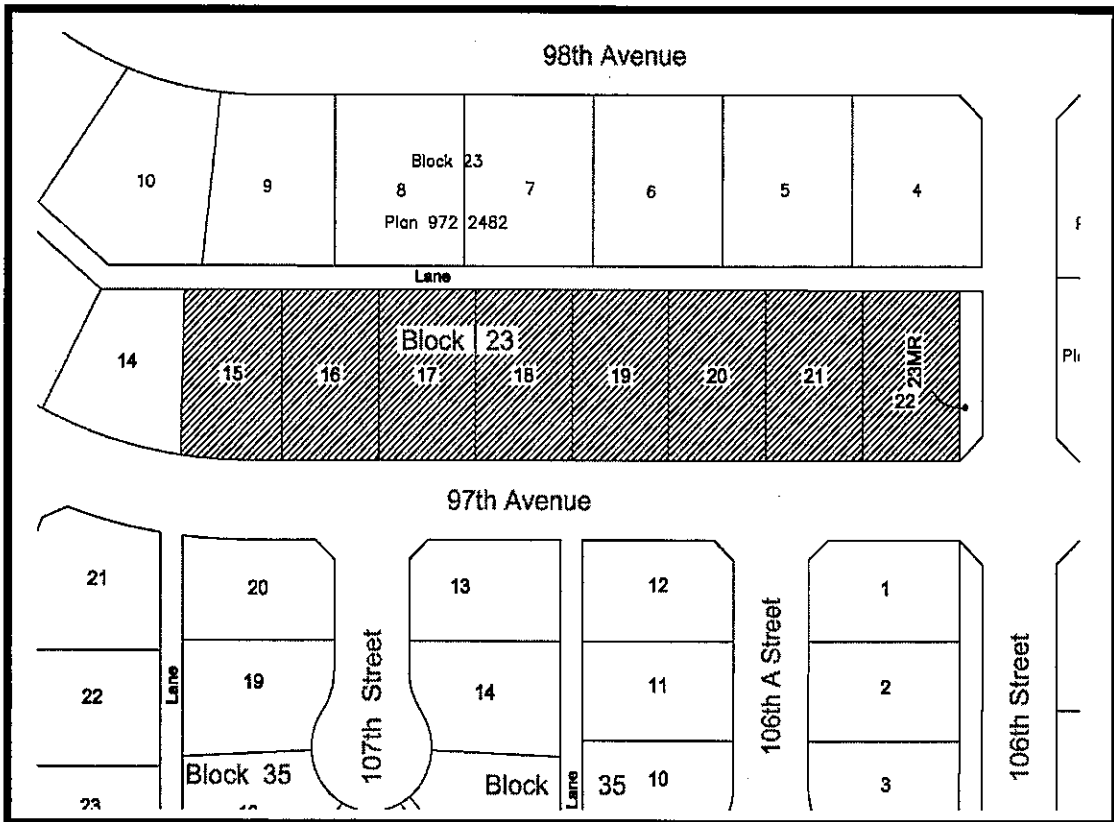 98th Avenue
Block 23
10
9
8
7
6
5
4
Plan 972 2482
Lane
Block 23
14
15
16
17
18
19
20
21
22
23MR
97th Avenue
21
20
13
12
1
22
Lane
19
107th Street
14
11
106th A Street
2
106th Street
23
Block 35
Block 35
Lane
10
3